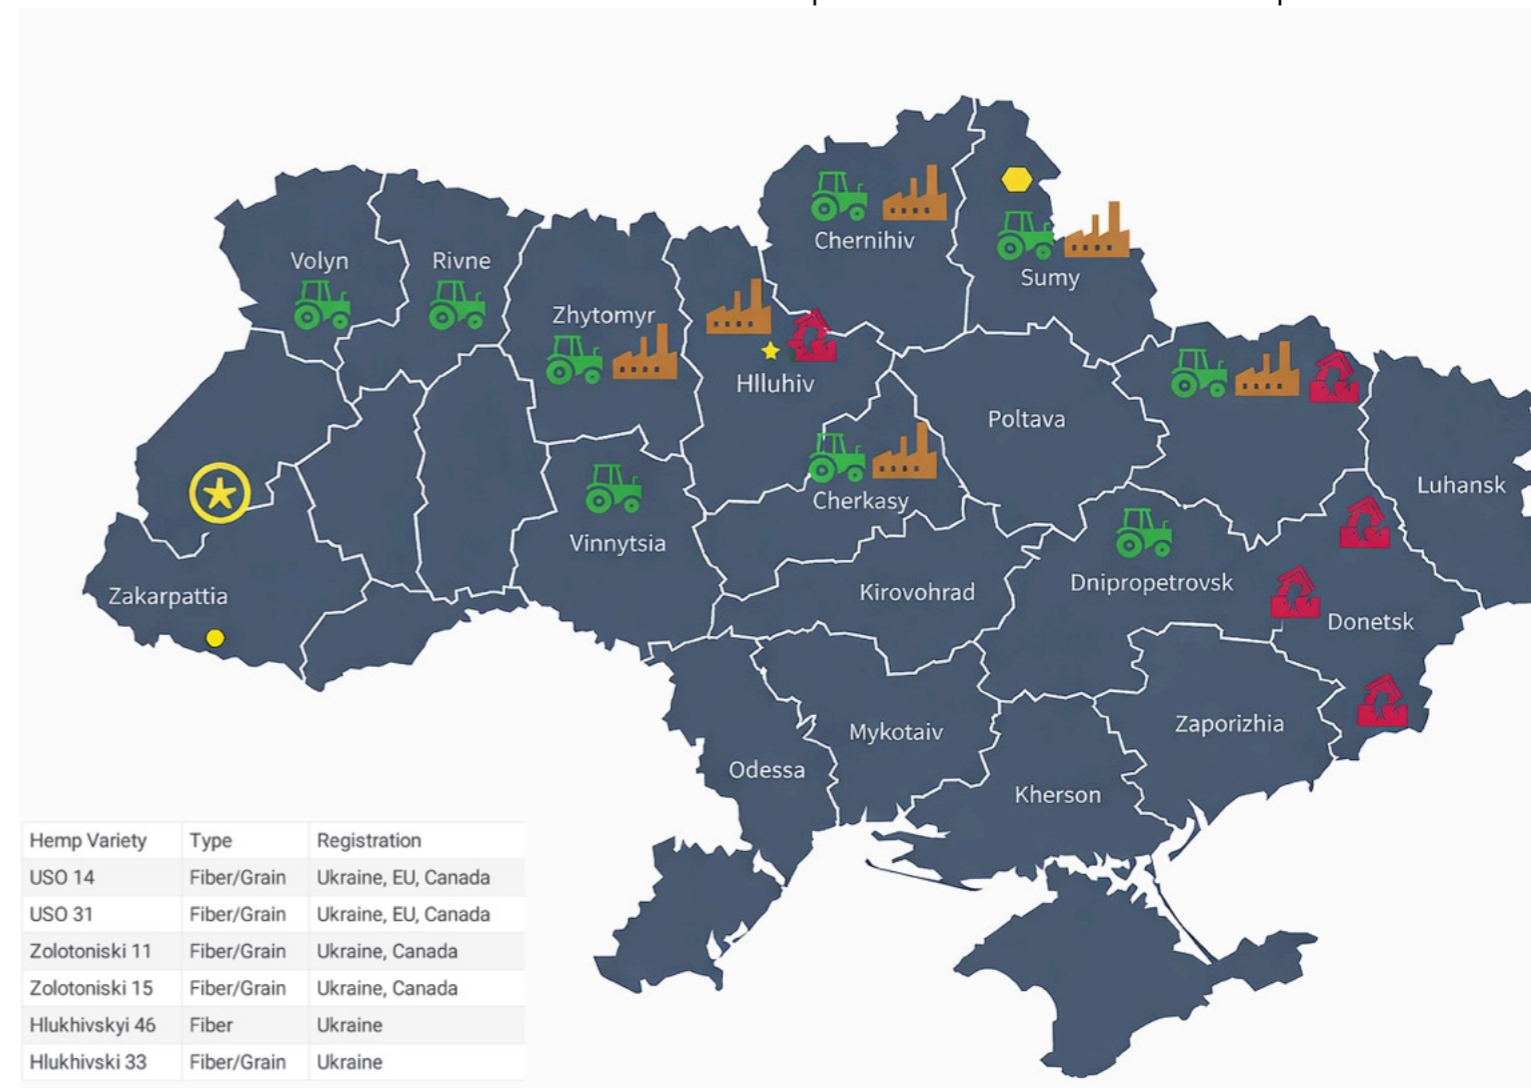 Chernihiv
Volyn
Rivne
Sumy
Zhytomyr
Hlluhiv
Poltava
Luhansk
Cherkasy
Vinnytsia
Dnipropetrovsk
Kirovohrad
Zakarpattia
Donetsk
Zaporizhia
Mykotaiv
Odessa
Kherson
Hemp Variety Type Registration
USO 14 Fiber/Grain Ukraine, EU, Canada
USO 31 Fiber/Grain Ukraine, EU, Canada
Zolotoniski 11 Fiber/Grain Ukraine, Canada
Zolotoniski 15 Fiber/Grain Ukraine, Canada
Hlukhivskyi 46 Fiber Ukraine
Hlukhivski 33 Fiber/Grain Ukraine